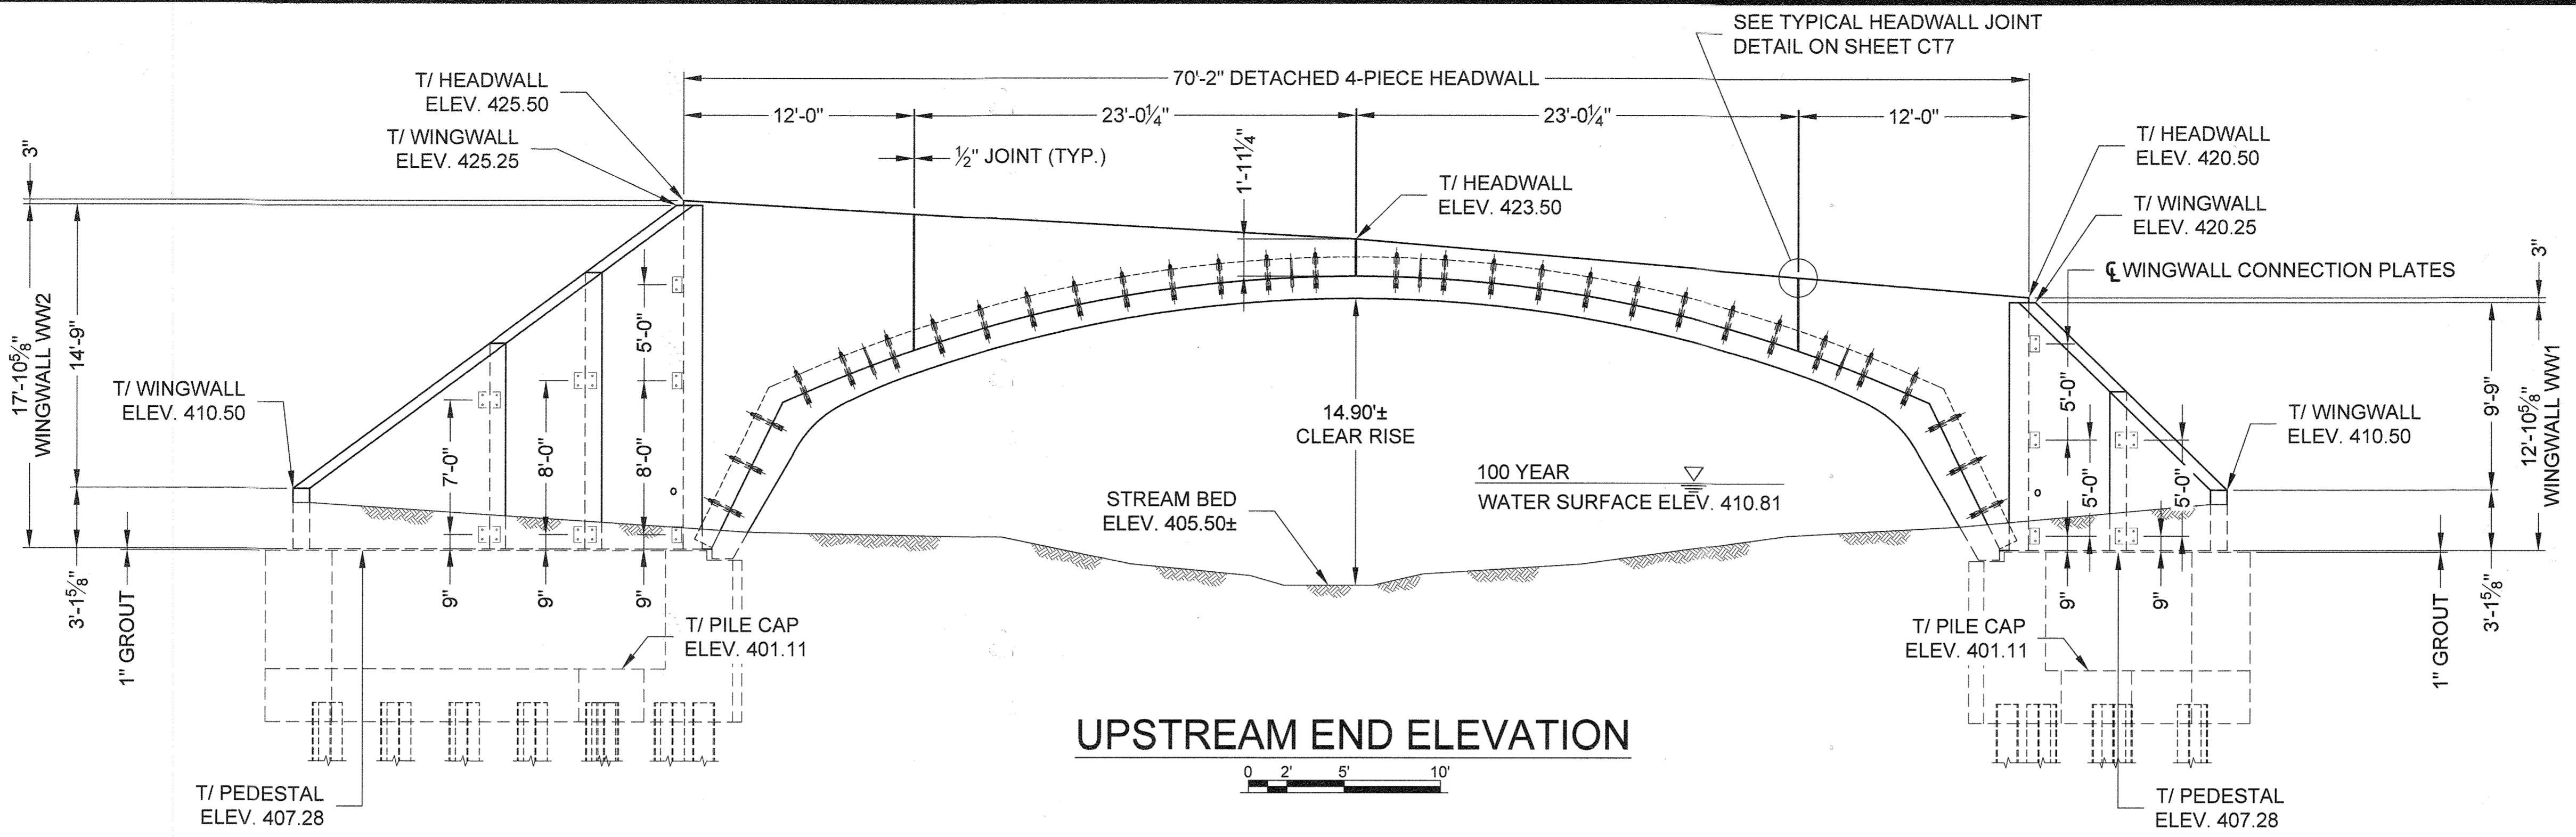 SEE TYPICAL HEADWALL JOINT
DETAIL ON SHEET CT7
70'-2" DETACHED 4-PIECE HEADWALL
12'-0"
23'-0¼"
23'-0¼"
12'-0"
½" JOINT (TYP.)
1'-11¼"
T/ HEADWALL
ELEV. 425.50
T/ WINGWALL
ELEV. 425.25
T/ HEADWALL
ELEV. 423.50
T/ HEADWALL
ELEV. 420.50
T/ WINGWALL
ELEV. 420.25
℄ WINGWALL CONNECTION PLATES
3"
17'-10⅝"
WINGWALL WW2
14'-9"
3'-1⅝"
1" GROUT
T/ WINGWALL
ELEV. 410.50
7'-0"
8'-0"
5'-0"
8'-0"
9"
9"
9"
14.90'±
CLEAR RISE
STREAM BED
ELEV. 405.50±
100 YEAR
WATER SURFACE ELEV. 410.81
5'-0"
5'-0"
5'-0"
9"
9"
T/ WINGWALL
ELEV. 410.50
3"
9'-9"
12'-10⅝"
WINGWALL WW1
3'-1⅝"
1" GROUT
T/ PILE CAP
ELEV. 401.11
T/ PILE CAP
ELEV. 401.11
T/ PEDESTAL
ELEV. 407.28
T/ PEDESTAL
ELEV. 407.28
UPSTREAM END ELEVATION
0 2' 5' 10'